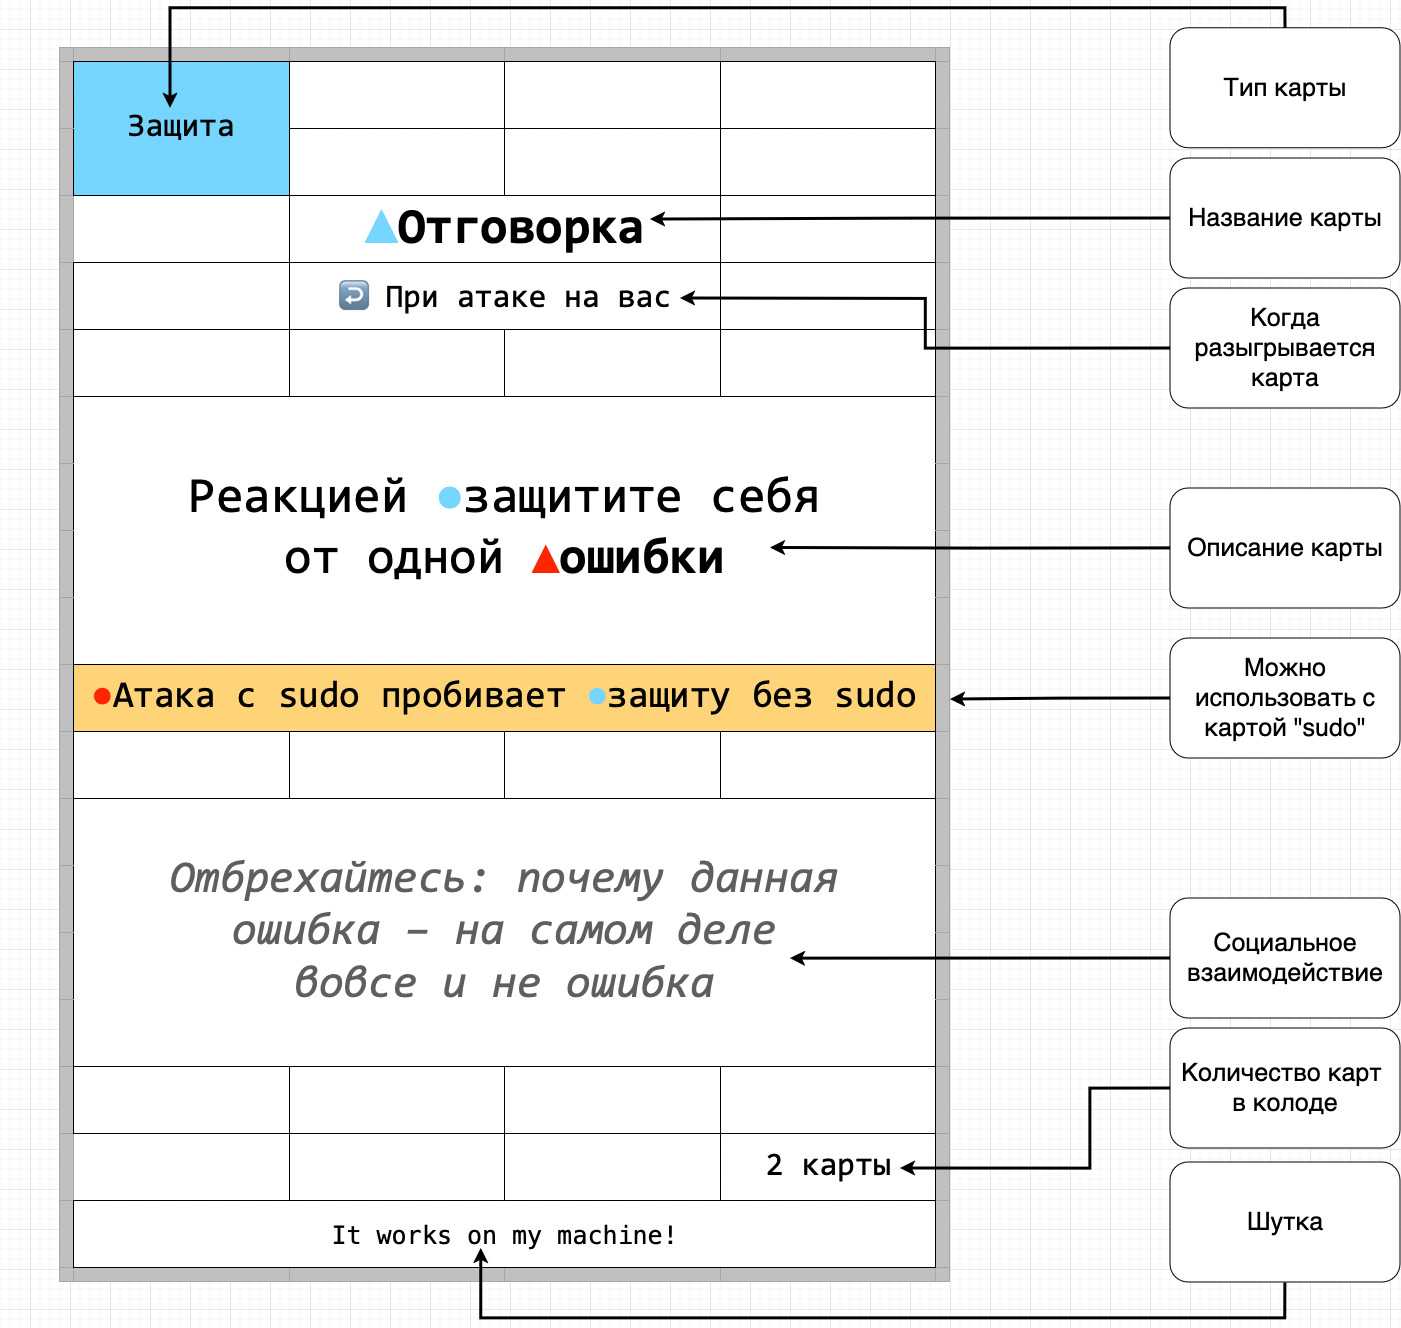 Защита
Отговорка
При атаке на вас
Реакцией защитите себя
от одной ошибки
Атака с sudo пробивает защиту без sudo
Отбрехайтесь: почему данная
ошибка – на самом деле
вовсе и не ошибка
2 карты
It works on my machine!
Тип карты
Название карты
Когда
разыгрывается
карта
Описание карты
Можно
использовать с
картой "sudo"
Социальное
взаимодействие
Количество карт
в колоде
Шутка